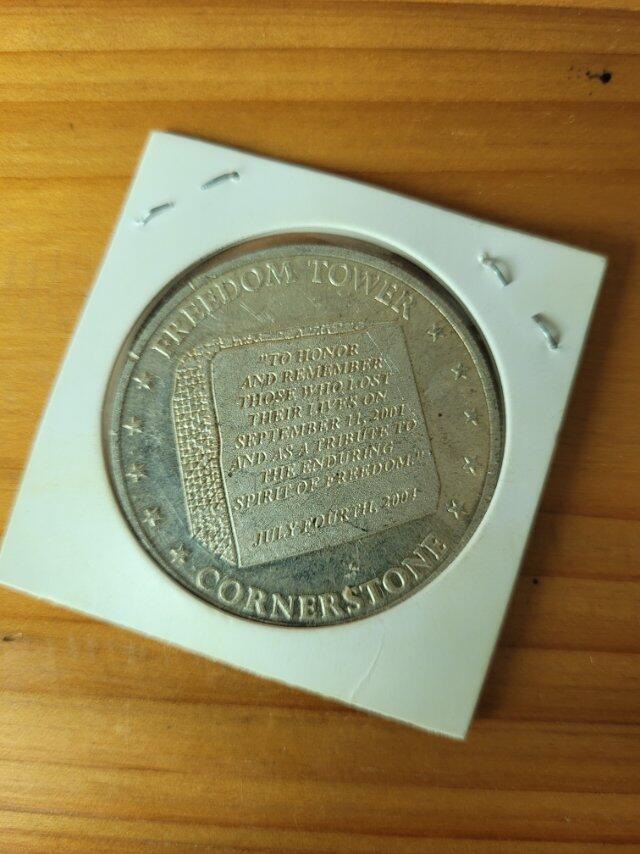 FREEDOM TOWER
"TO HONOR
AND REMEMBER
THOSE WHO LOST
THEIR LIVES ON
SEPTEMBER 11, 2001
AND AS A TRIBUTE TO
THE ENDURING
SPIRIT OF FREEDOM."
JULY FOURTH, 2004
CORNERSTONE